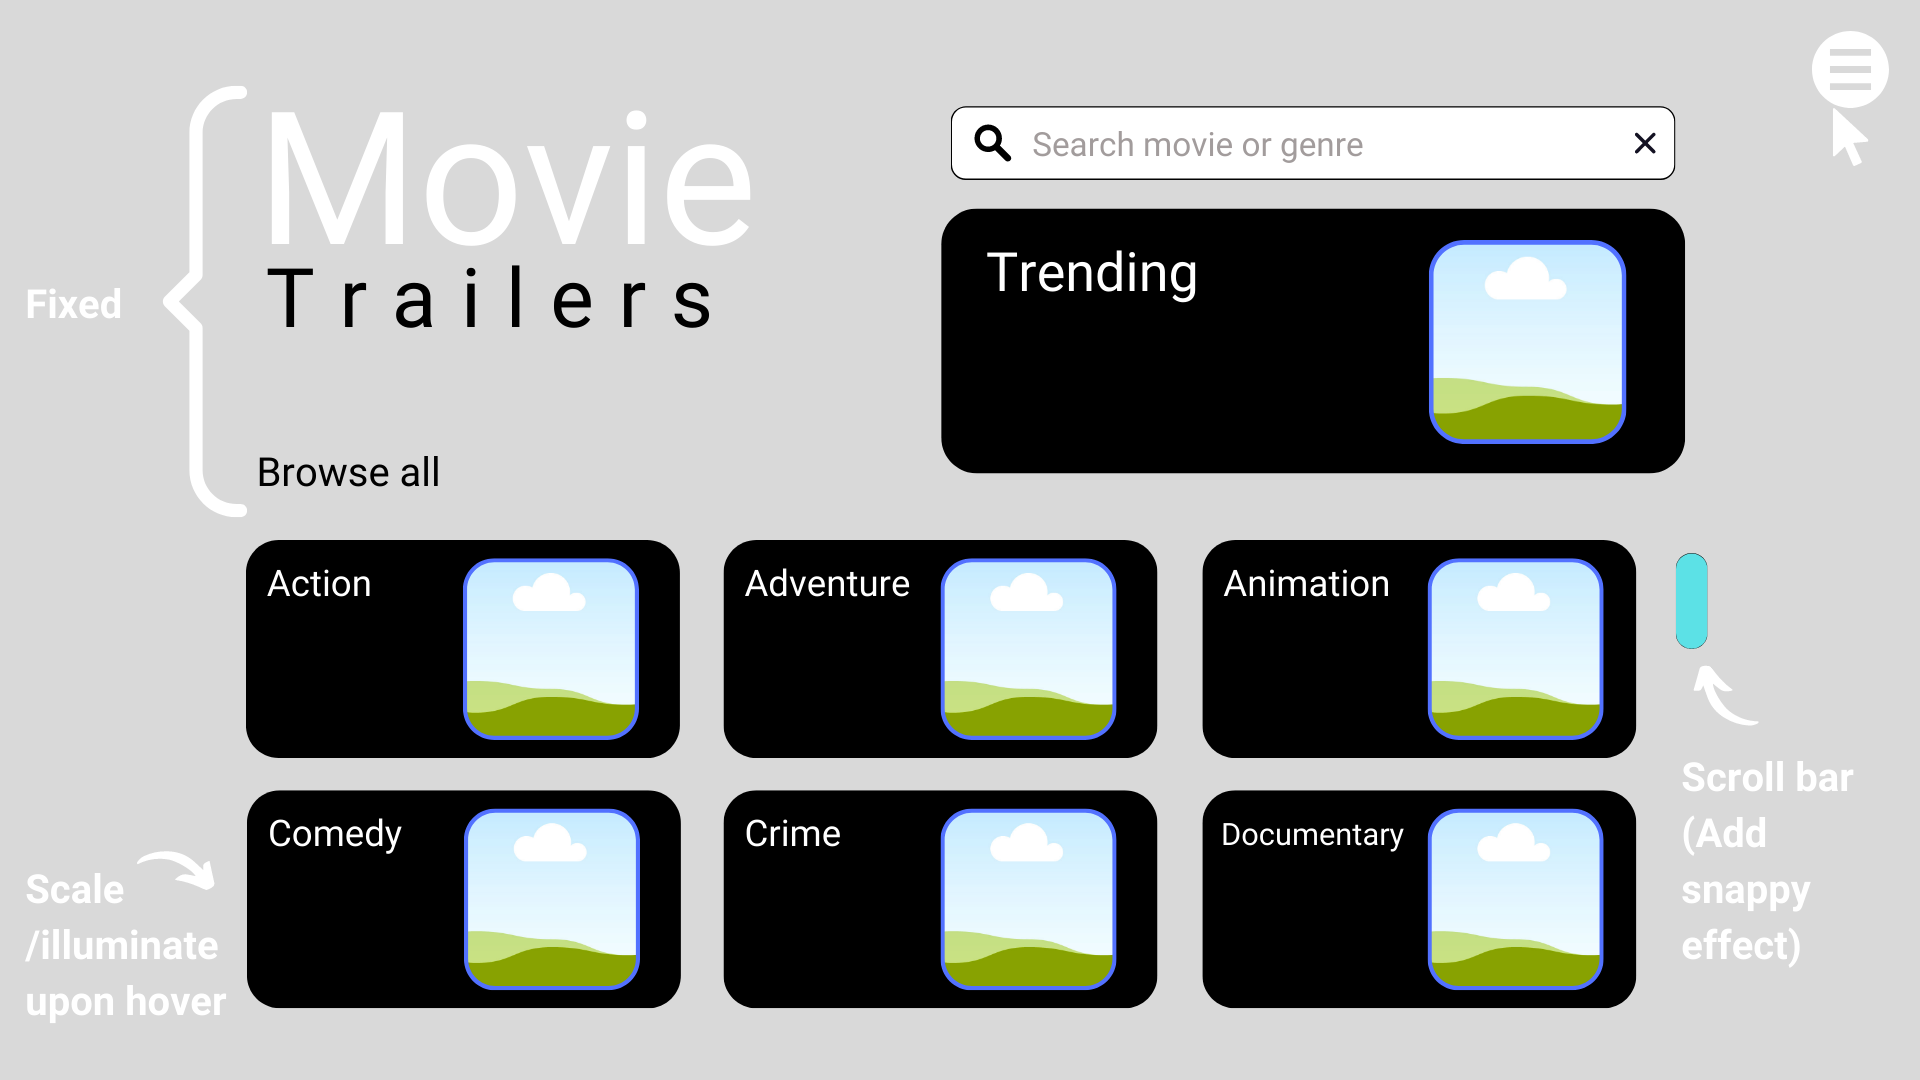 Movie
Trailers
Search movie or genre
Trending
Fixed
Browse all
Action
Adventure
Animation
Comedy
Crime
Documentary
Scale
/illuminate
upon hover
Scroll bar
(Add
snappy
effect)